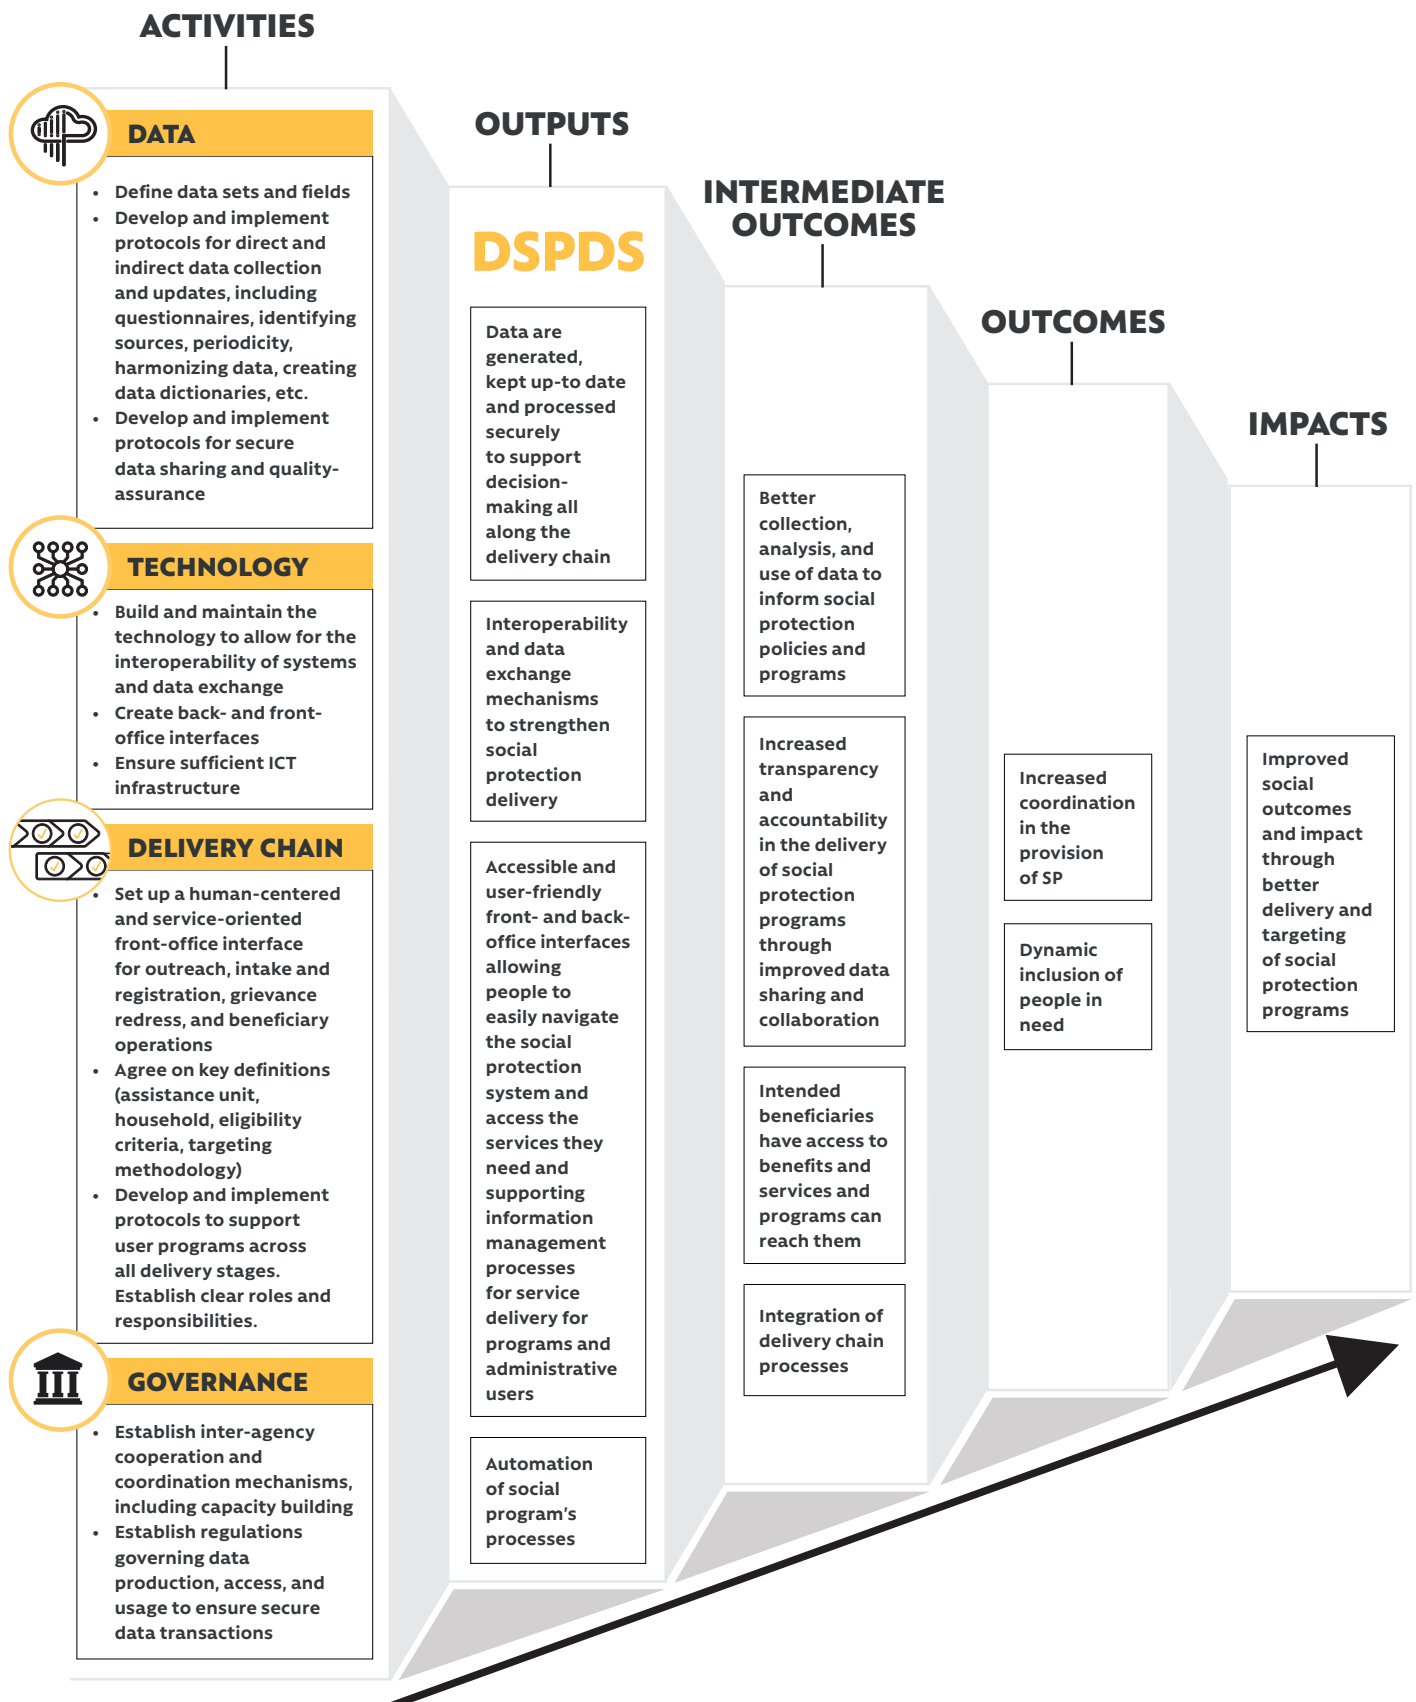 ACTIVITIES
DATA
• Define data sets and fields
• Develop and implement
protocols for direct and
indirect data collection
and updates, including
questionnaires, identifying
sources, periodicity,
harmonizing data, creating
data dictionaries, etc.
• Develop and implement
protocols for secure
data sharing and quality-
assurance
TECHNOLOGY
• Build and maintain the
technology to allow for the
interoperability of systems
and data exchange
• Create back- and front-
office interfaces
• Ensure sufficient ICT
infrastructure
DELIVERY CHAIN
• Set up a human-centered
and service-oriented
front-office interface
for outreach, intake and
registration, grievance
redress, and beneficiary
operations
• Agree on key definitions
(assistance unit,
household, eligibility
criteria, targeting
methodology)
• Develop and implement
protocols to support
user programs across
all delivery stages.
Establish clear roles and
responsibilities.
GOVERNANCE
• Establish inter-agency
cooperation and
coordination mechanisms,
including capacity building
• Establish regulations
governing data
production, access, and
usage to ensure secure
data transactions
OUTPUTS
DSPDS
Data are
generated,
kept up-to date
and processed
securely
to support
decision-
making all
along the
delivery chain
Interoperability
and data
exchange
mechanisms
to strengthen
social
protection
delivery
Accessible and
user-friendly
front- and back-
office interfaces
allowing
people to
easily navigate
the social
protection
system and
access the
services they
need and
supporting
information
management
processes
for service
delivery for
programs and
administrative
users
Automation
of social
program's
processes
INTERMEDIATE
OUTCOMES
Better
collection,
analysis, and
use of data to
inform social
protection
policies and
programs
Increased
transparency
and
accountability
in the delivery
of social
protection
programs
through
improved data
sharing and
collaboration
Intended
beneficiaries
have access to
benefits and
services and
programs can
reach them
Integration of
delivery chain
processes
OUTCOMES
Increased
coordination
in the
provision
of SP
Dynamic
inclusion of
people in
need
IMPACTS
Improved
social
outcomes
and impact
through
better
delivery and
targeting
of social
protection
programs